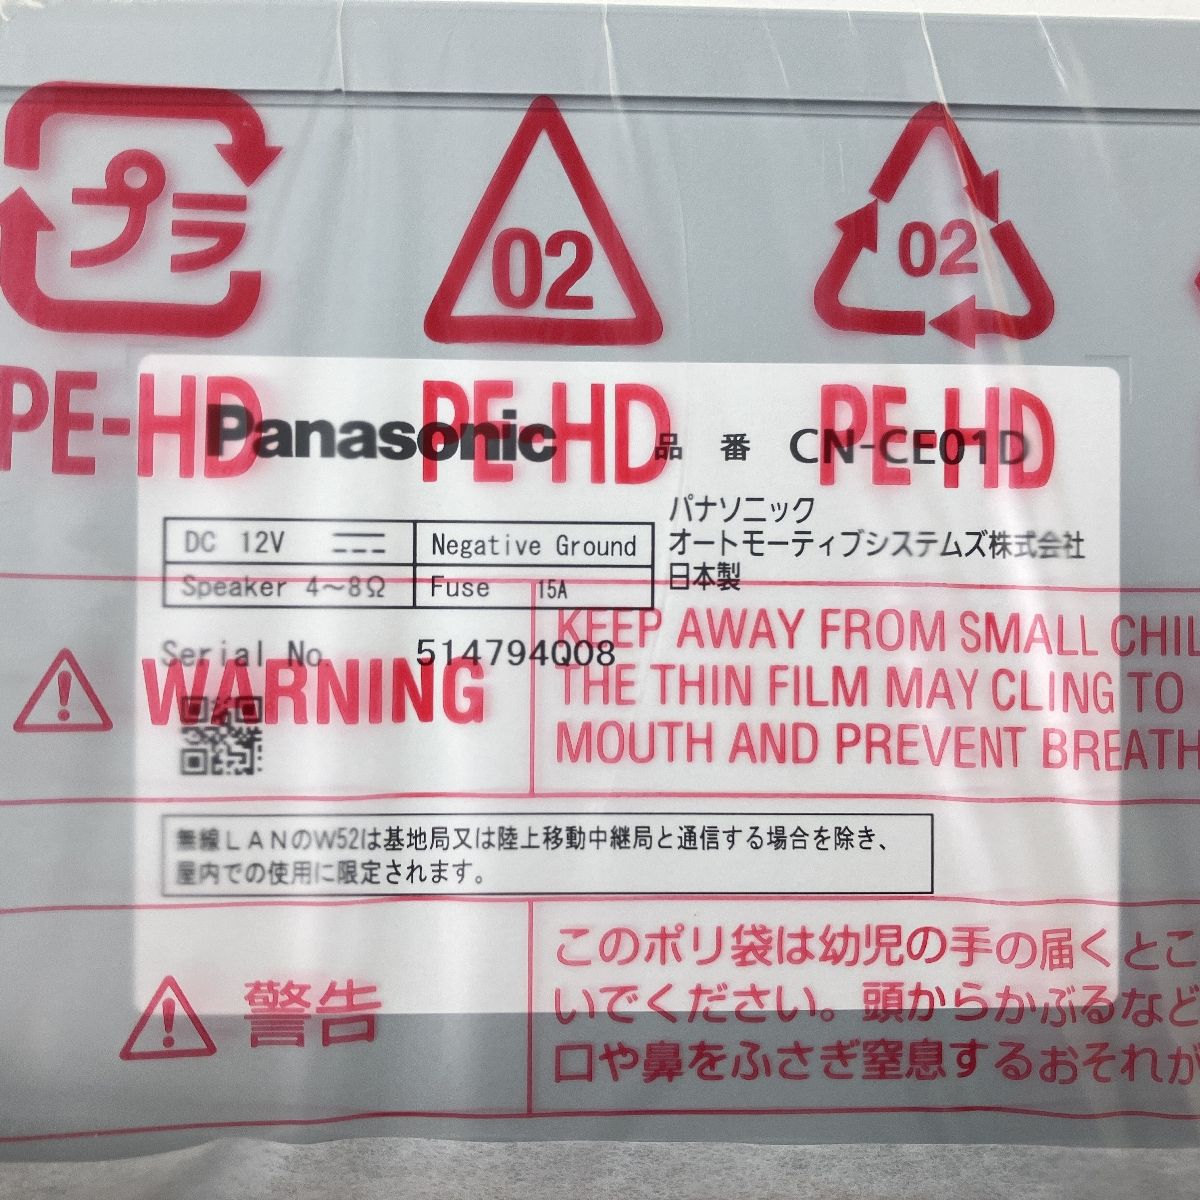 プラ
02
02
PE-HD
PE-HD
PE-HD
Panasonic 品番 CN-CE01D
パナソニック
オートモーティブシステムズ株式会社
日本製
DC 12V Negative Ground
Speaker 4~8Ω Fuse 15A
Serial No. 514794Q08
WARNING
KEEP AWAY FROM SMALL CHIL
THE THIN FILM MAY CLING TO
MOUTH AND PREVENT BREATH
無線LANのW52は基地局又は陸上移動中継局と通信する場合を除き、
屋内での使用に限定されます。
警告
このポリ袋は幼児の手の届くとこ
いでください。頭からかぶるなど
口や鼻をふさぎ窒息するおそれが